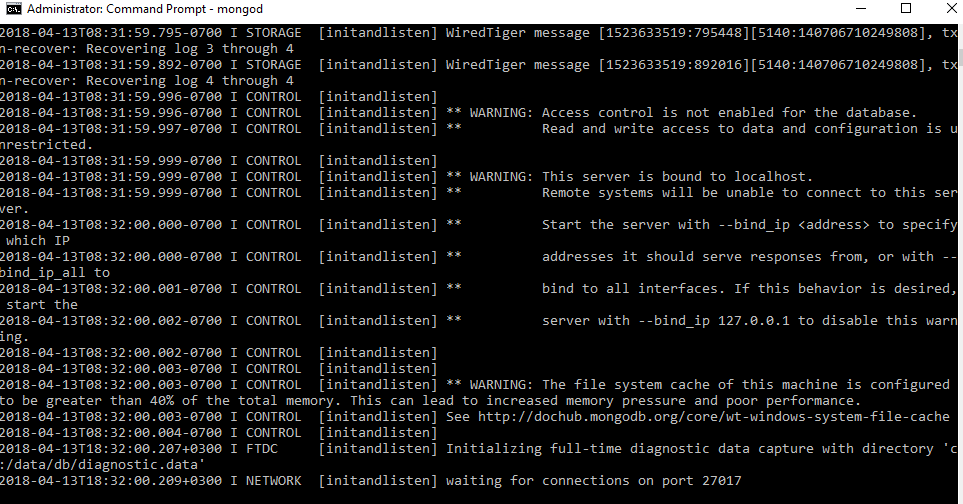 Administrator: Command Prompt - mongod
2018-04-13T08:31:59.795-0700 I STORAGE  [initandlisten] WiredTiger message [1523633519:795448][5140:140706710249808], tx
n-recover: Recovering log 3 through 4
2018-04-13T08:31:59.892-0700 I STORAGE  [initandlisten] WiredTiger message [1523633519:892016][5140:140706710249808], tx
n-recover: Recovering log 4 through 4
2018-04-13T08:31:59.996-0700 I CONTROL  [initandlisten]
2018-04-13T08:31:59.996-0700 I CONTROL  [initandlisten] ** WARNING: Access control is not enabled for the database.
2018-04-13T08:31:59.997-0700 I CONTROL  [initandlisten] **          Read and write access to data and configuration is u
nrestricted.
2018-04-13T08:31:59.999-0700 I CONTROL  [initandlisten]
2018-04-13T08:31:59.999-0700 I CONTROL  [initandlisten] ** WARNING: This server is bound to localhost.
2018-04-13T08:31:59.999-0700 I CONTROL  [initandlisten] **          Remote systems will be unable to connect to this ser
ver.
2018-04-13T08:32:00.000-0700 I CONTROL  [initandlisten] **          Start the server with --bind_ip <address> to specify
 which IP
2018-04-13T08:32:00.000-0700 I CONTROL  [initandlisten] **          addresses it should serve responses from, or with --
bind_ip_all to
2018-04-13T08:32:00.001-0700 I CONTROL  [initandlisten] **          bind to all interfaces. If this behavior is desired,
 start the
2018-04-13T08:32:00.002-0700 I CONTROL  [initandlisten] **          server with --bind_ip 127.0.0.1 to disable this warn
ing.
2018-04-13T08:32:00.002-0700 I CONTROL  [initandlisten]
2018-04-13T08:32:00.003-0700 I CONTROL  [initandlisten]
2018-04-13T08:32:00.003-0700 I CONTROL  [initandlisten] ** WARNING: The file system cache of this machine is configured
to be greater than 40% of the total memory. This can lead to increased memory pressure and poor performance.
2018-04-13T08:32:00.003-0700 I CONTROL  [initandlisten] See http://dochub.mongodb.org/core/wt-windows-system-file-cache
2018-04-13T08:32:00.004-0700 I CONTROL  [initandlisten]
2018-04-13T18:32:00.207+0300 I FTDC     [initandlisten] Initializing full-time diagnostic data capture with directory 'c
:/data/db/diagnostic.data'
2018-04-13T18:32:00.209+0300 I NETWORK  [initandlisten] waiting for connections on port 27017